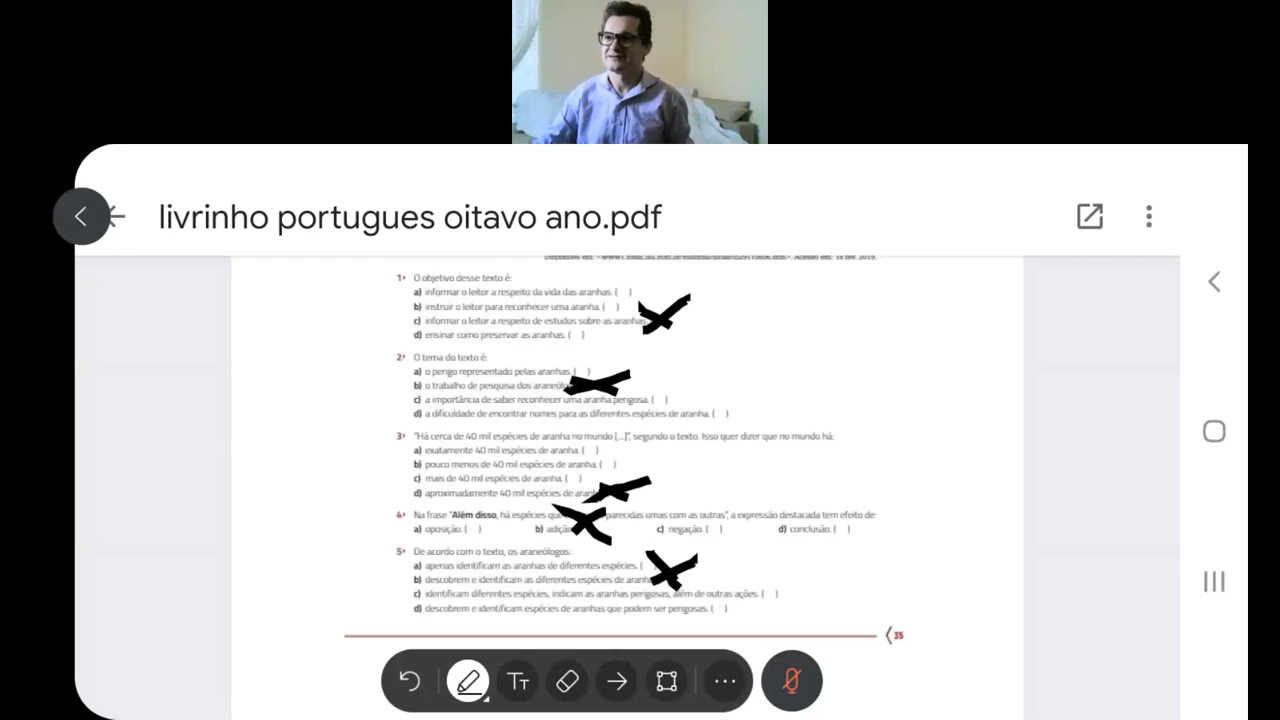 livrinho portugues oitavo ano.pdf
1 O objetivo desse texto é:
a) informar o leitor a respeito da vida das aranhas. ( )
b) instruir o leitor para reconhecer uma aranha. ( )
c) informar o leitor a respeito de estudos sobre as aranhas
d) ensinar como preservar as aranhas. ( )
2 O tema do texto é:
a) o perigo representado pelas aranhas. ( )
b) o trabalho de pesquisa dos
c) a importância de saber reconhecer uma aranha perigosa. ( )
d) a dificuldade de encontrar nomes para as diferentes espécies de aranha. ( )
3 "Há cerca de 40 mil espécies de aranha no mundo [...]", segundo o texto. Isso quer dizer que no mundo há:
a) exatamente 40 mil espécies de aranha. ( )
b) pouco menos de 40 mil espécies de aranha. ( )
c) mais de 40 mil espécies de aranha. ( )
d) aproximadamente 40 mil espécies de
4 Na frase "Além disso, há espécies parecidas umas com as outras", a expressão destacada tem efeito de:
a) oposição. ( ) b) c) negação. ( ) d) conclusão. ( )
5 De acordo com o texto, os araneólogos:
a) apenas identificam as aranhas de diferentes espécies. (
b) descobrem e identificam as diferentes espécies de
c) identificam diferentes espécies, indicam as aranhas perigosas, além de outras ações. ( )
d) descobrem e identificam espécies de aranhas que podem ser perigosas. ( )
35
TT